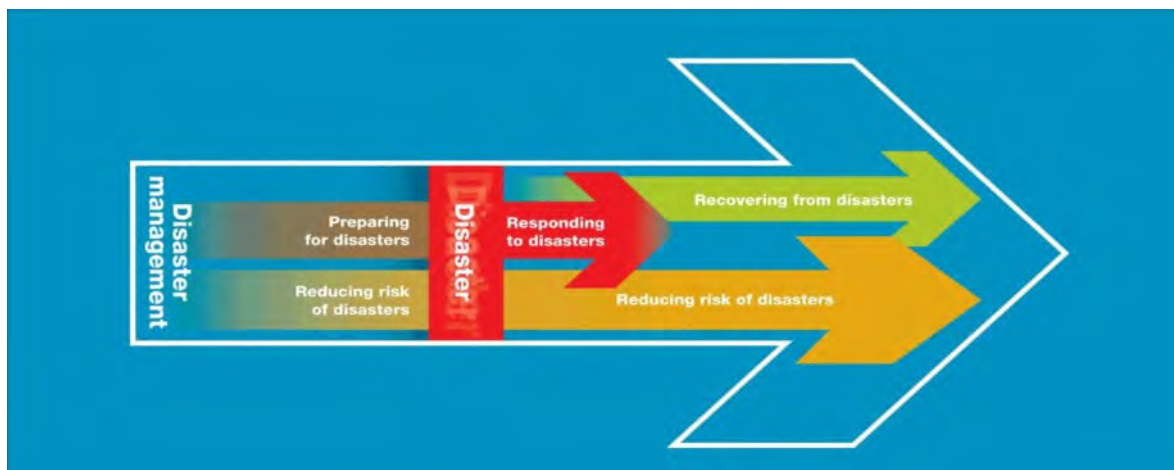 Disaster
management
Preparing
for disasters
Reducing risk
of disasters
Disaster
Responding
to disasters
Recovering from disasters
Reducing risk of disasters